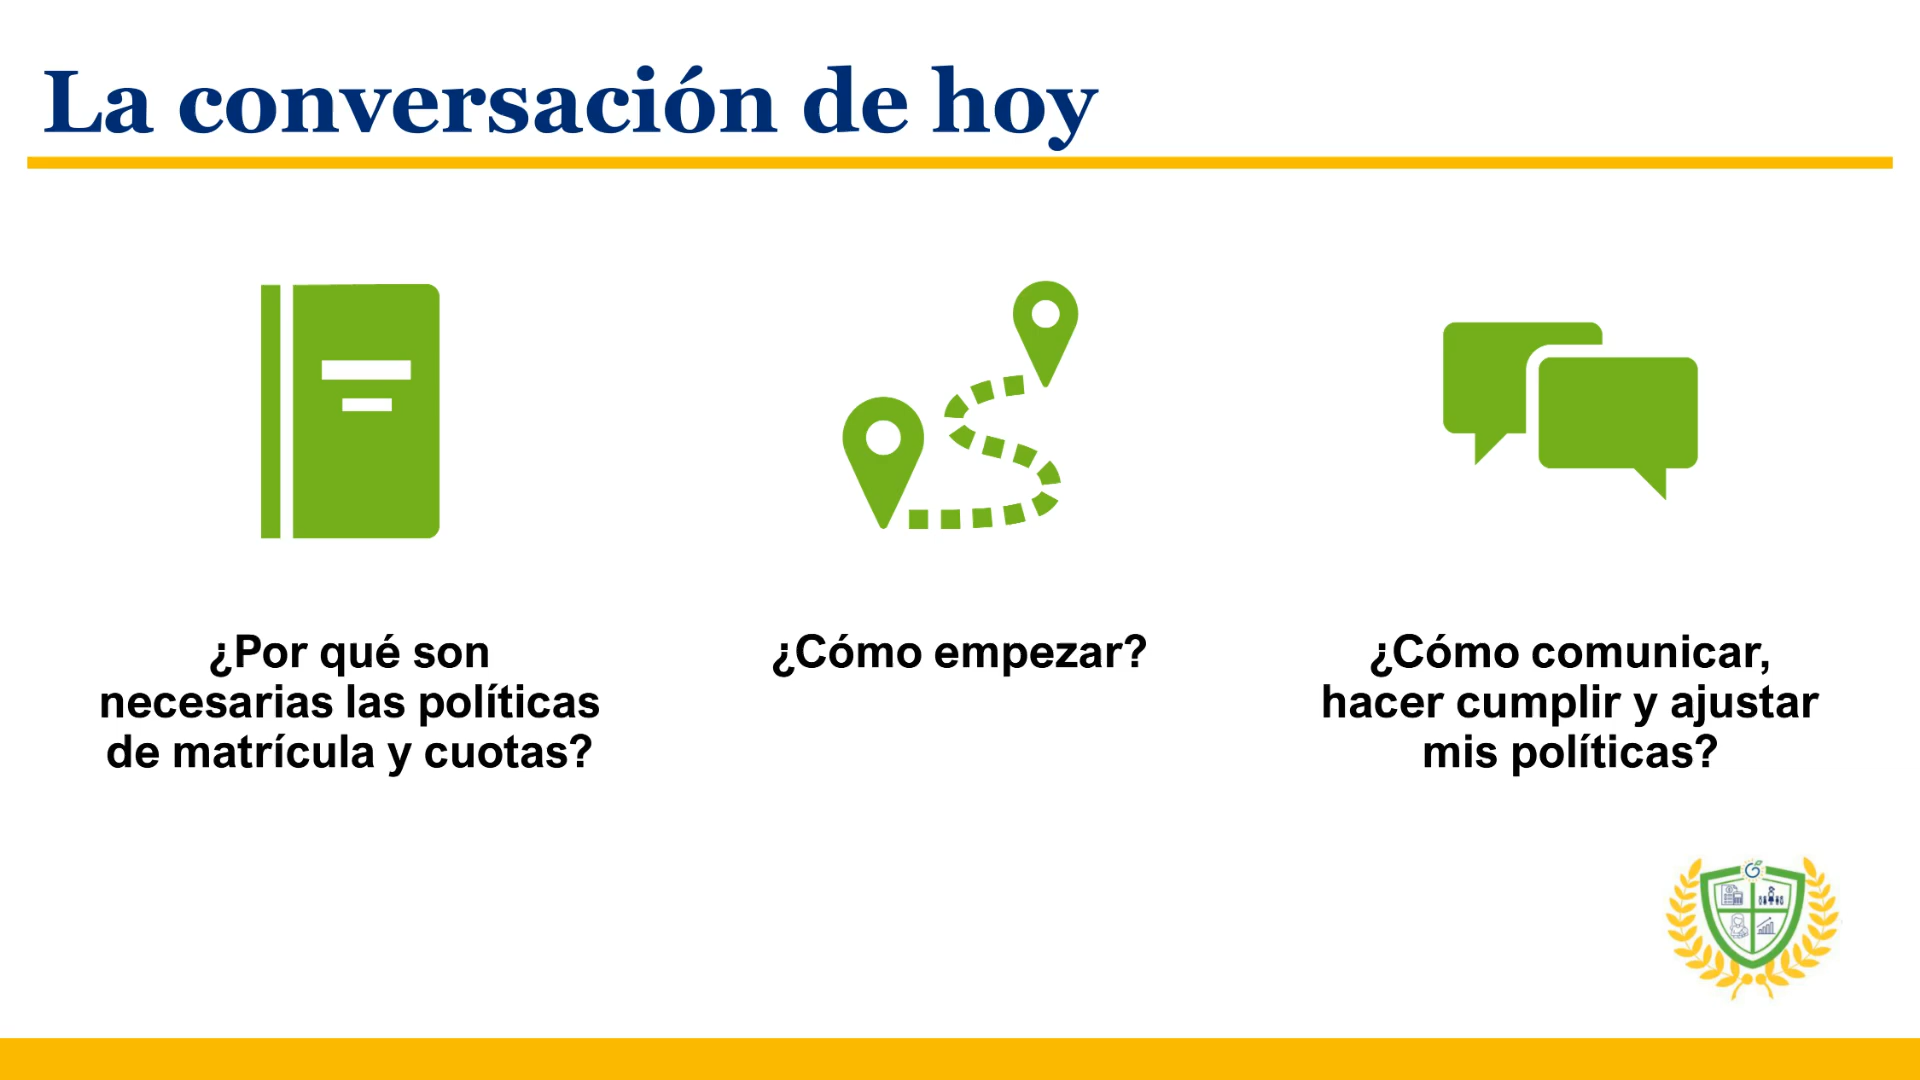 La conversación de hoy
¿Por qué son
necesarias las políticas
de matrícula y cuotas?
¿Cómo empezar?
¿Cómo comunicar,
hacer cumplir y ajustar
mis políticas?